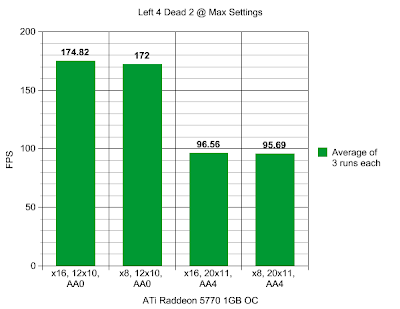 Left 4 Dead 2 @ Max Settings
200
174.82
172
150
100
96.56
95.69
50
0
FPS
Average of
3 runs each
x16, 12x10,
AA0
x8, 12x10,
AA0
x16, 20x11,
AA4
x8, 20x11,
AA4
ATi Raddeon 5770 1GB OC